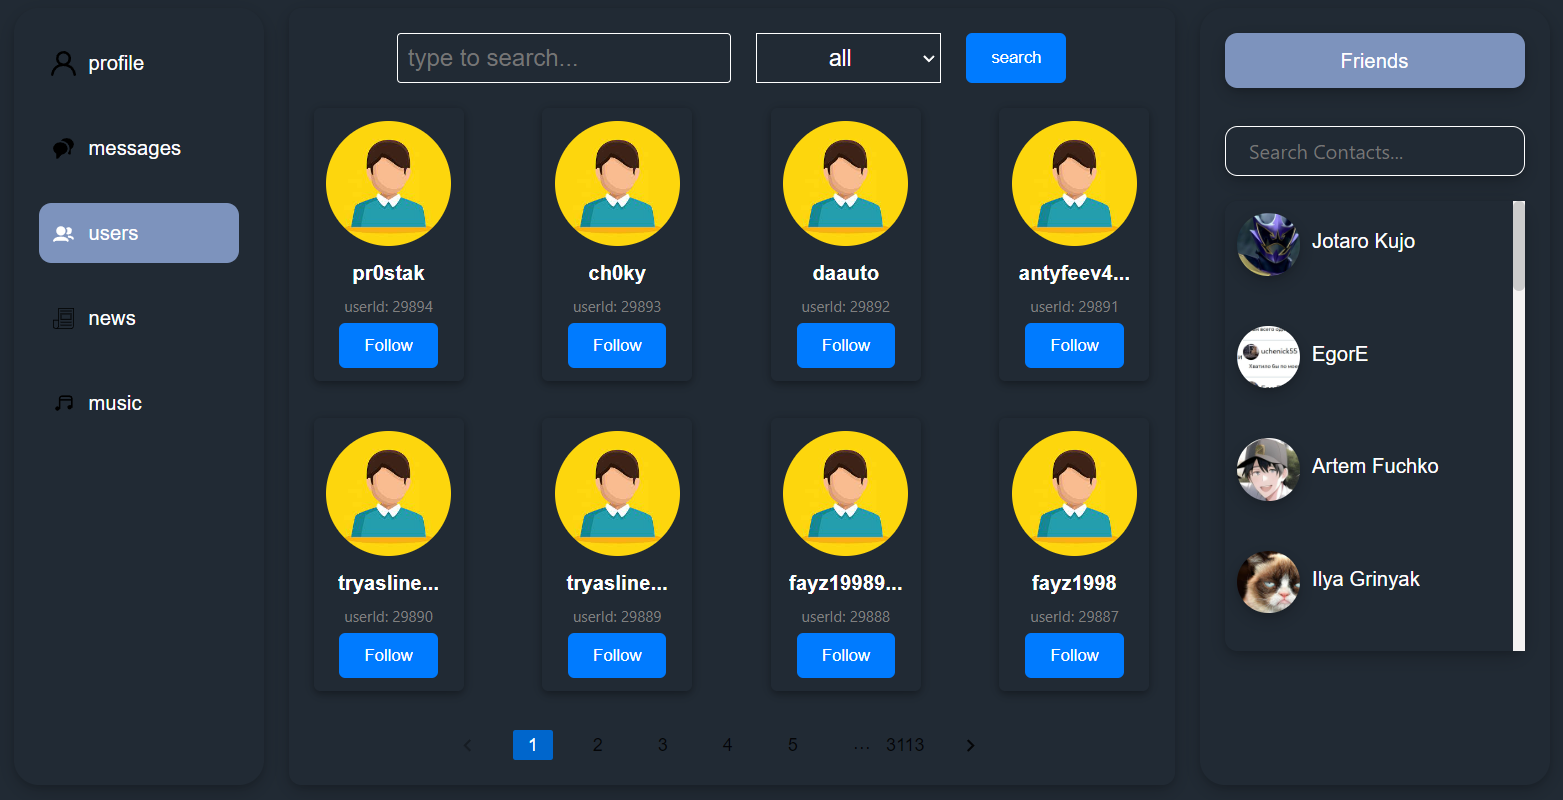 profile
messages
users
news
music
type to search...
all
search
pr0stak
userId: 29894
Follow
ch0ky
userId: 29893
Follow
daauto
userId: 29892
Follow
antyfeev4...
userId: 29891
Follow
tryasline...
userId: 29890
Follow
tryasline...
userId: 29889
Follow
fayz19989...
userId: 29888
Follow
fayz1998
userId: 29887
Follow
1 2 3 4 5 ... 3113
Friends
Search Contacts...
Jotaro Kujo
uchenick55
EgorE
Artem Fuchko
Ilya Grinyak